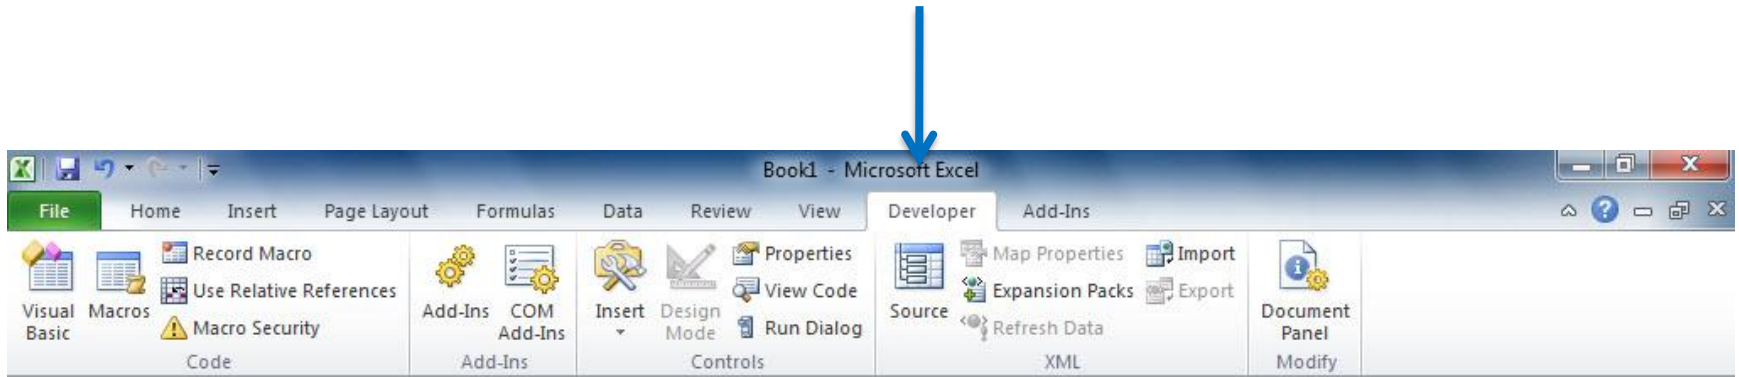 Book1 - Microsoft Excel
File Home Insert Page Layout Formulas Data Review View Developer Add-Ins
Visual Basic
Macros
Record Macro
Use Relative References
Macro Security
Code
Add-Ins
COM Add-Ins
Add-Ins
Insert
Design Mode
Properties
View Code
Run Dialog
Controls
Source
Map Properties
Expansion Packs
Refresh Data
Import
Export
XML
Document Panel
Modify